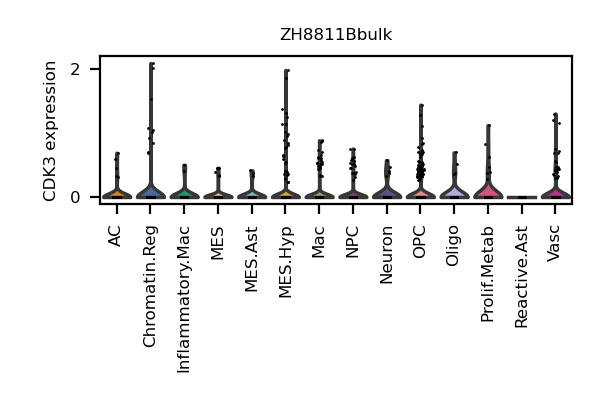 ZH8811Bbulk
CDK3 expression
2
0
AC
Chromatin.Reg
Inflammatory.Mac
MES
MES.Ast
MES.Hyp
Mac
NPC
Neuron
OPC
Oligo
Prolif.Metab
Reactive.Ast
Vasc